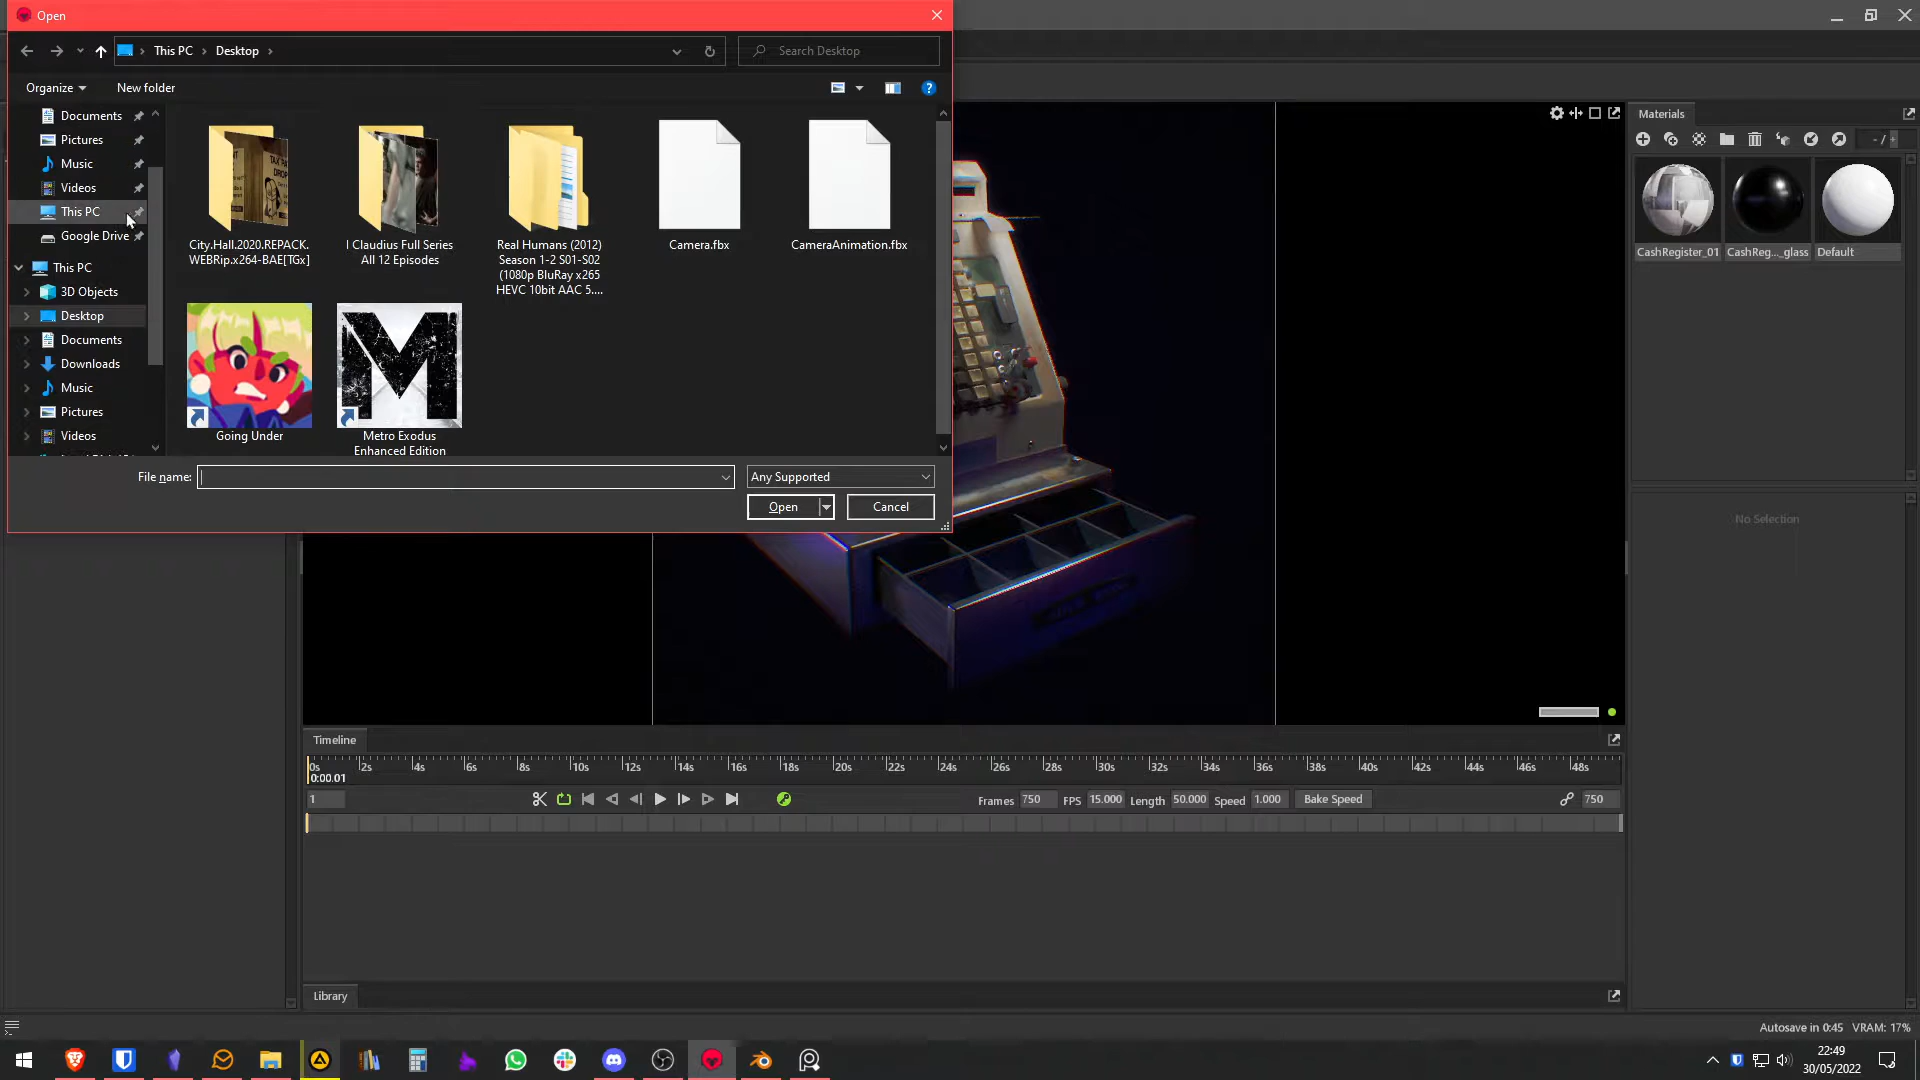 Open
This PC
Desktop
Search Desktop
Organize
New folder
Documents
Pictures
Music
Videos
This PC
Google Drive
This PC
3D Objects
Desktop
Documents
Downloads
Music
Pictures
Videos
City.Hall.2020.REPACK.
WEBRip.x264-BAE[TGx]
I Claudius Full Series
All 12 Episodes
Real Humans (2012)
Season 1-2 S01-S02
(1080p BluRay x265
HEVC 10bit AAC 5....
Camera.fbx
CameraAnimation.fbx
Going Under
Metro Exodus
Enhanced Edition
File name:
Any Supported
Open
Cancel
Materials
- /
CashRegister_01
CashReg..._glass
Default
No Selection
Timeline
0s 2s 4s 6s 8s 10s 12s 14s 16s 18s 20s 22s 24s 26s 28s 30s 32s 34s 36s 38s 40s 42s 44s 46s 48s
0:00.01
1
Frames 750 FPS 15.000 Length 50.000 Speed 1.000 Bake Speed
750
Library
Autosave in 0:45 VRAM: 17%
22:49
30/05/2022